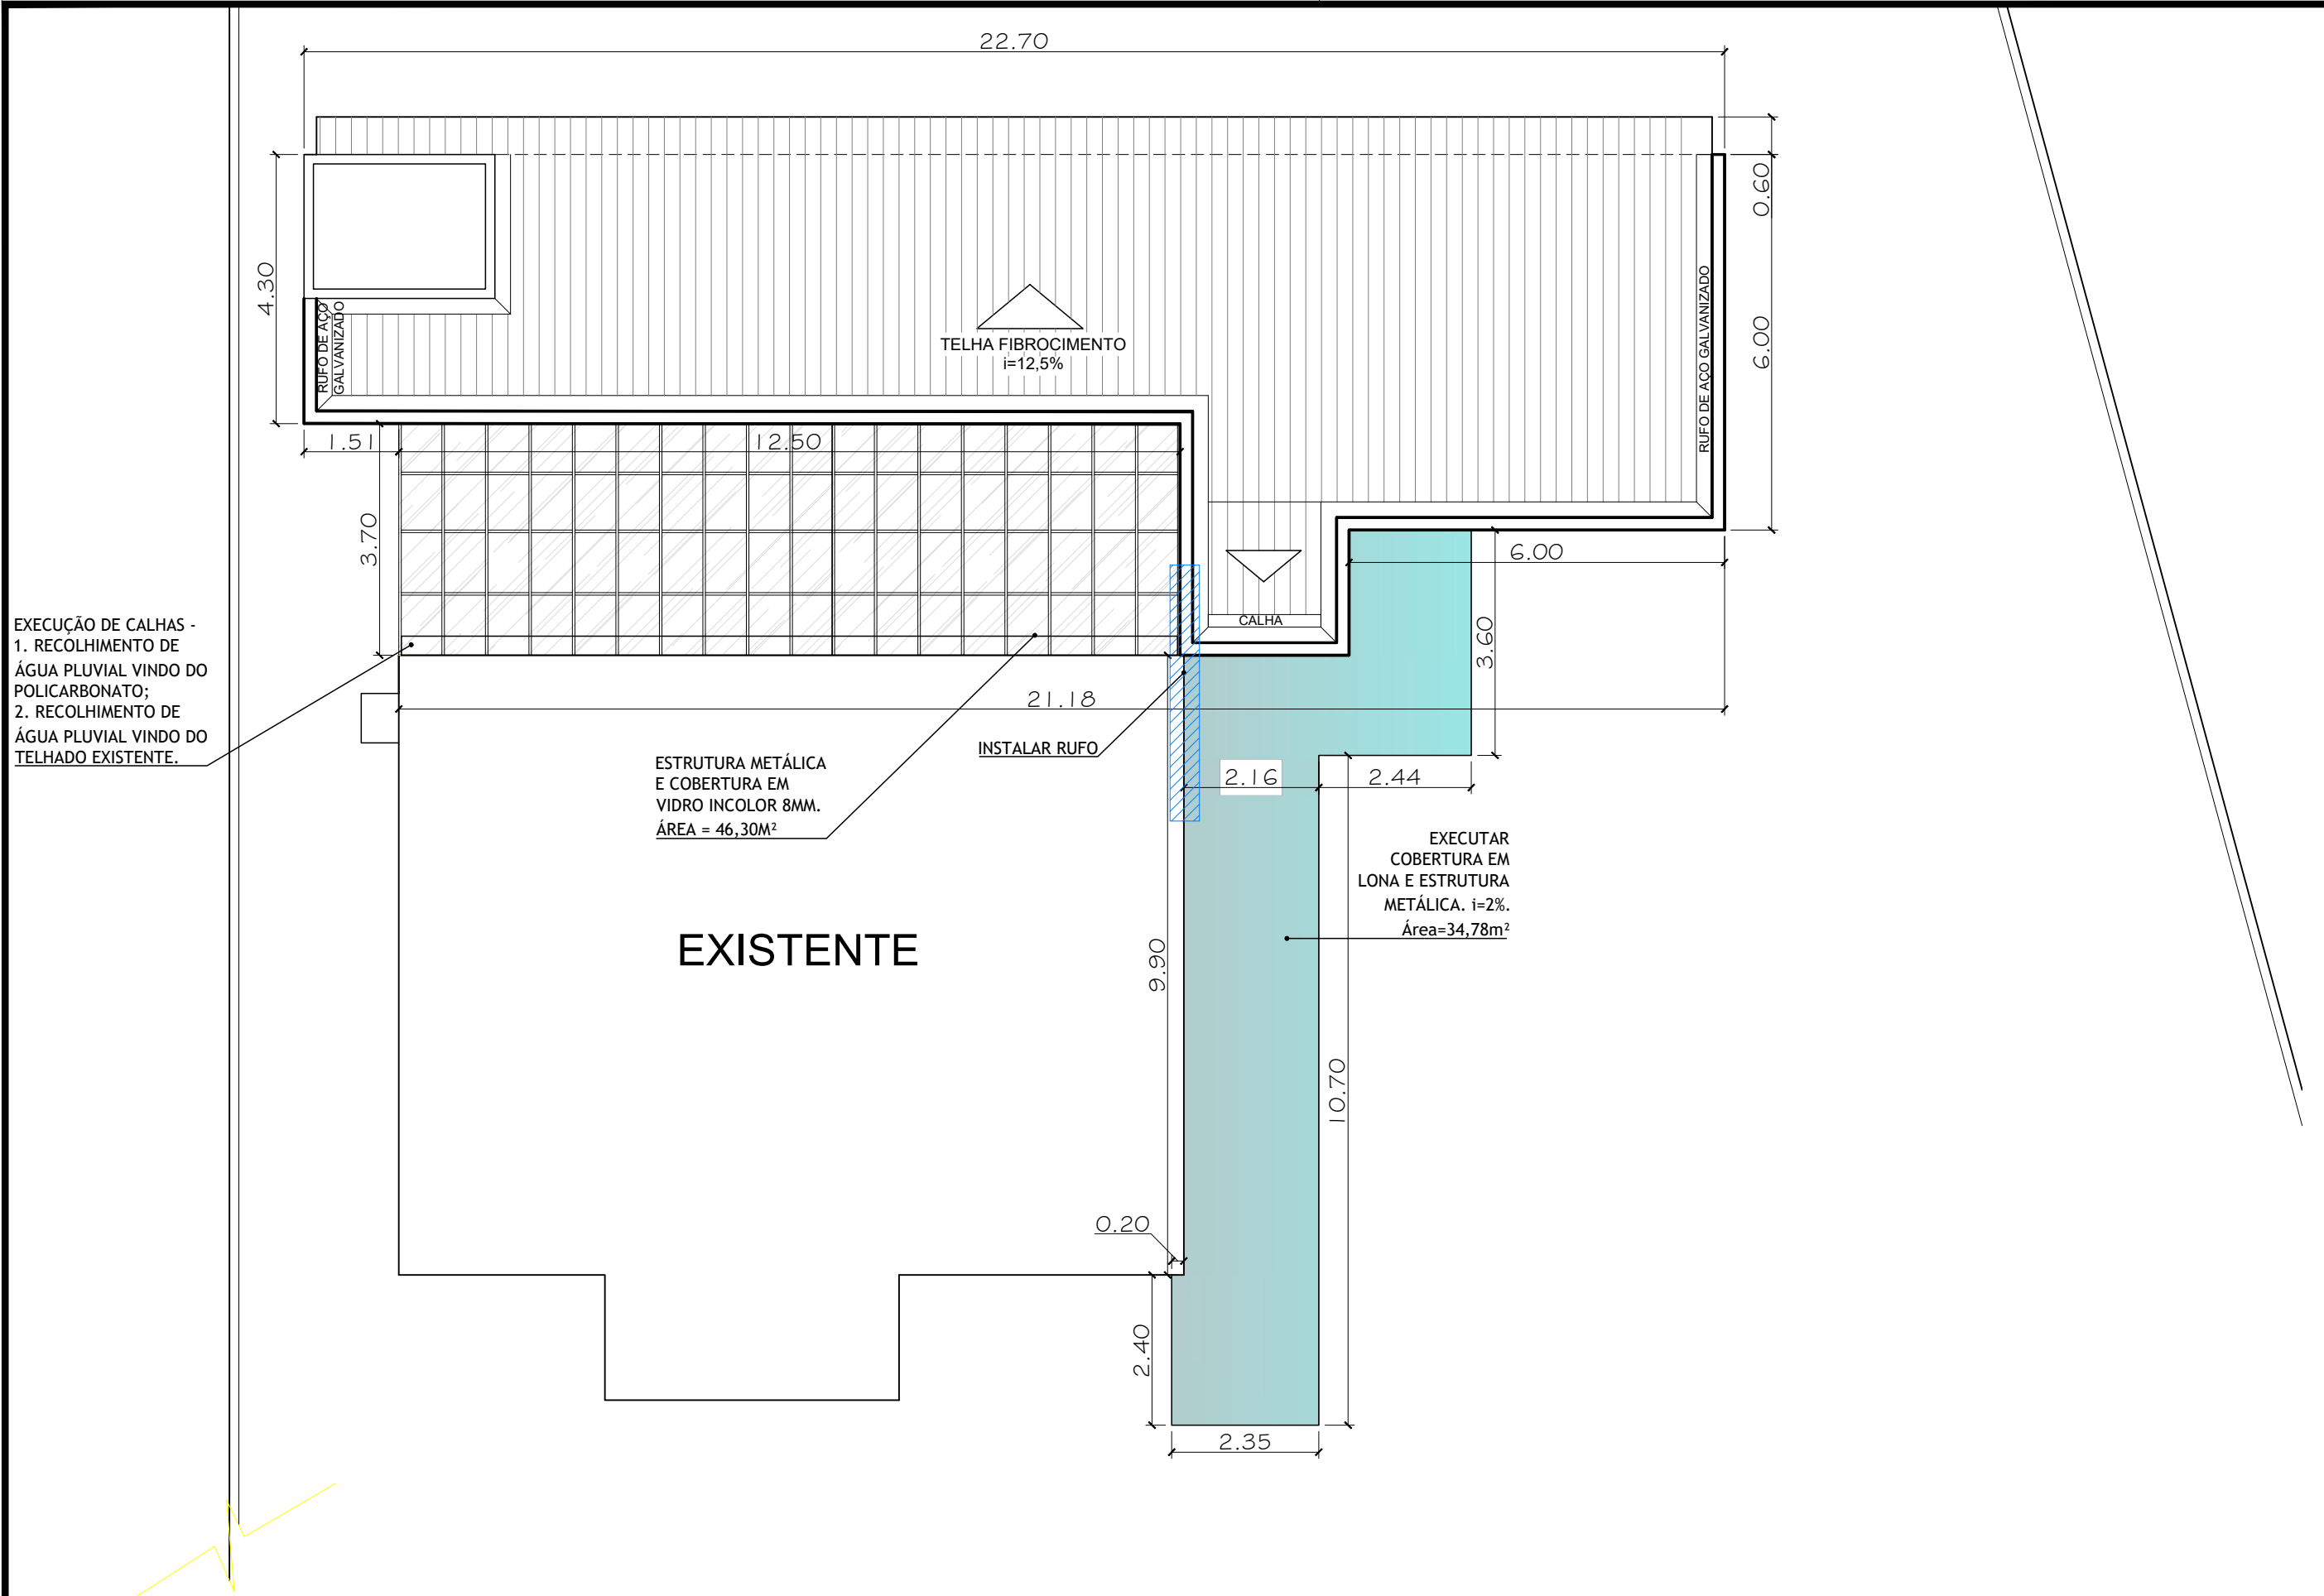 22.70
0.60
4.30
RUFO DE AÇO
GALVANIZADO
TELHA FIBROCIMENTO
i=12,5%
RUFO DE AÇO GALVANIZADO
6.00
1.51
12.50
3.70
6.00
CALHA
3.60
EXECUÇÃO DE CALHAS -
1. RECOLHIMENTO DE
ÁGUA PLUVIAL VINDO DO
POLICARBONATO;
2. RECOLHIMENTO DE
ÁGUA PLUVIAL VINDO DO
TELHADO EXISTENTE.
21.18
INSTALAR RUFO
ESTRUTURA METÁLICA
E COBERTURA EM
VIDRO INCOLOR 8MM.
ÁREA = 46,30M²
2.16
2.44
EXECUTAR
COBERTURA EM
LONA E ESTRUTURA
METÁLICA. i=2%.
Área=34,78m²
EXISTENTE
9.90
10.70
0.20
2.40
2.35